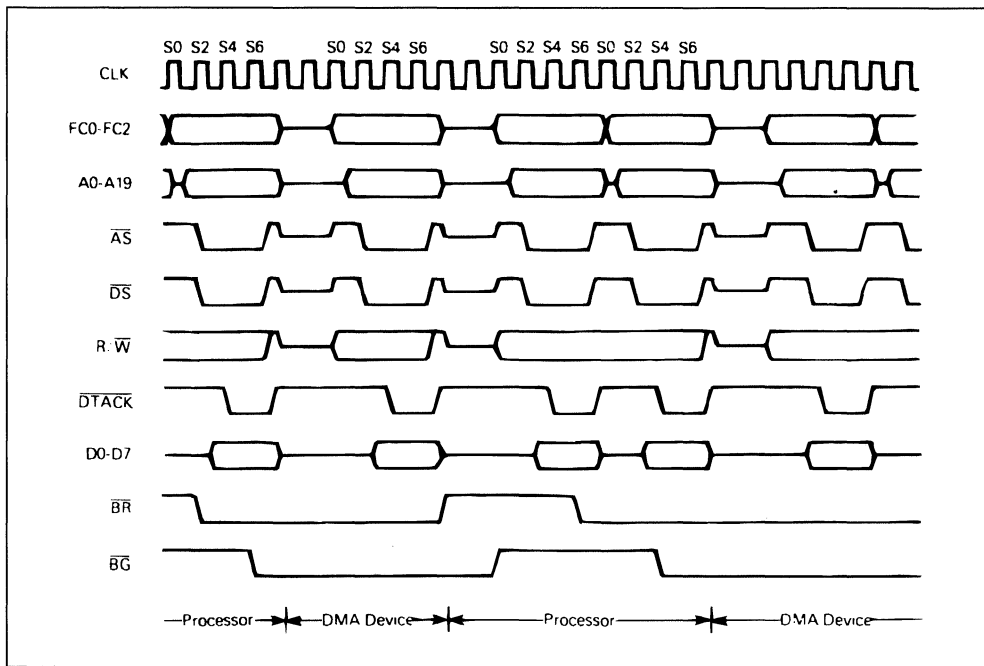 S0 S2 S4 S6 S0 S2 S4 S6 S0 S2 S4 S6 S0 S2 S4 S6
CLK
FC0-FC2
A0-A19
AS
DS
R/W
DTACK
D0-D7
BR
BG
Processor DMA Device Processor DMA Device